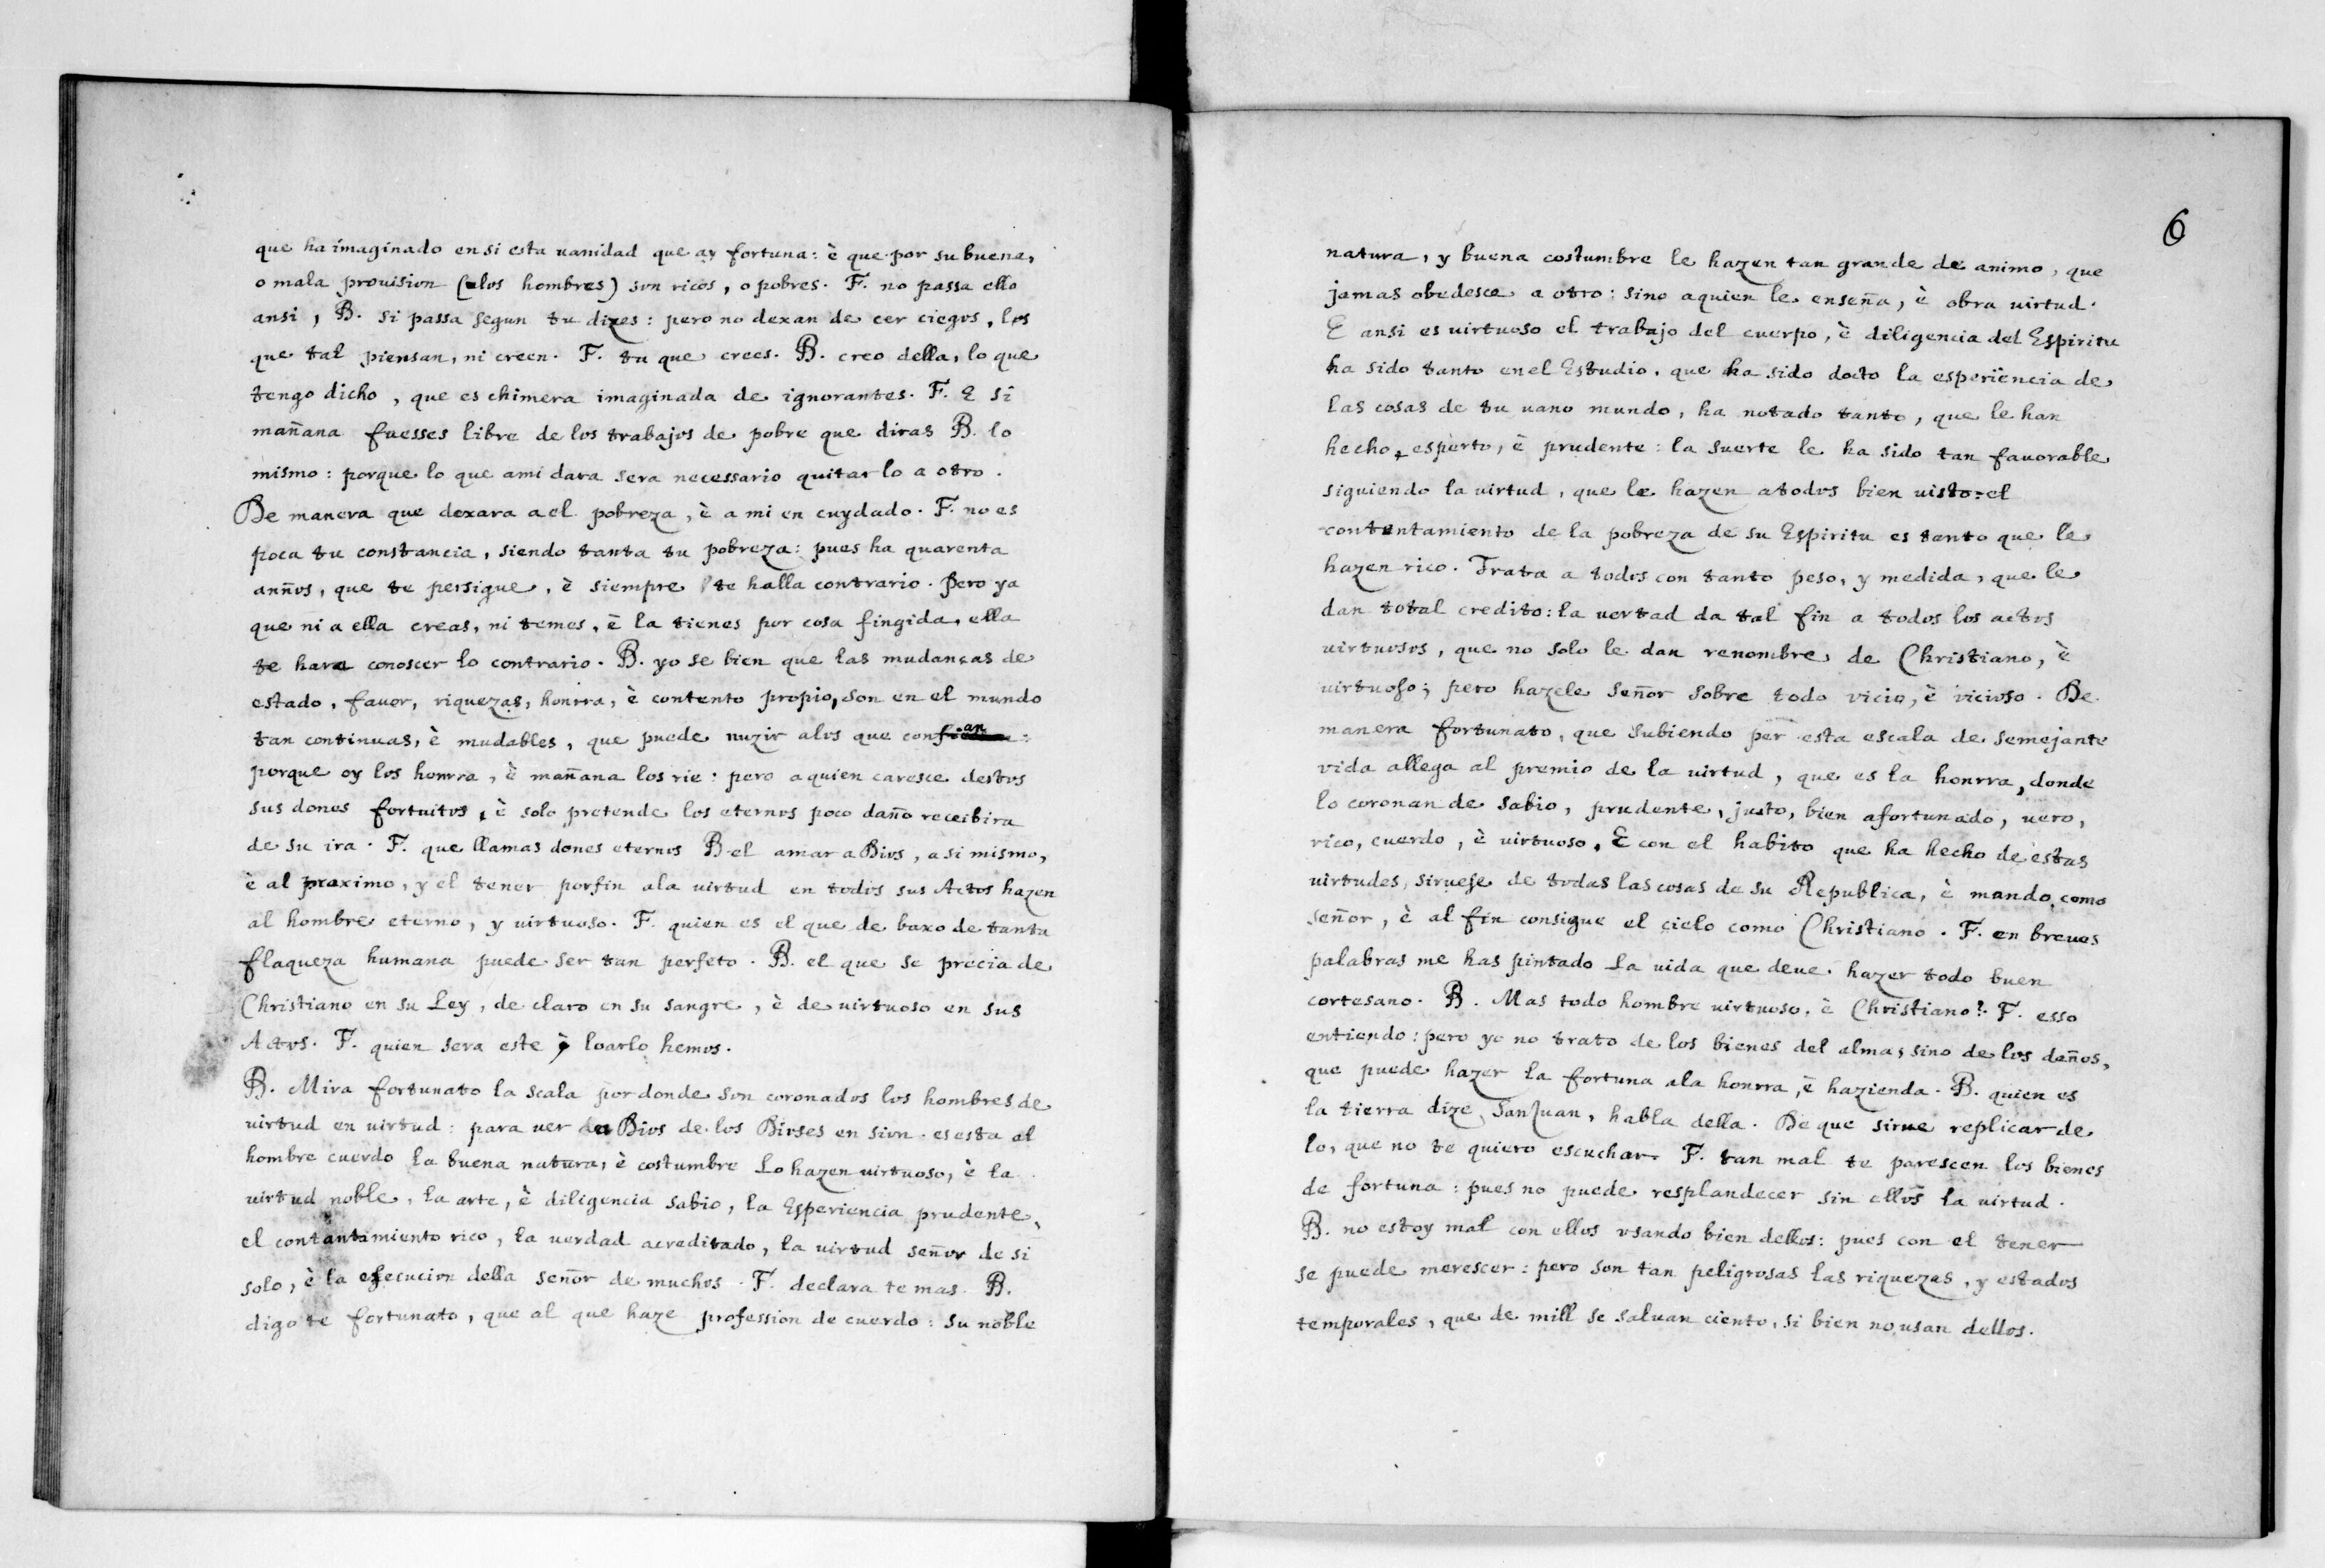 que ha imaginado en si esta uanidad que ay fortuna: è que por su buena,
o mala prouision (alos hombres) son ricos, o pobres. F. no passa ello
ansi, B. si passa segun tu dizes: pero no dexan de cer ciegos, los
que tal piensan, ni creen. F. tu que crees. B. creo della, lo que
tengo dicho, que es chimera imaginada de ignorantes. F. E si
mañana fuesses libre de los trabajos de pobre que diras B. lo
mismo: porque lo que ami dara sera necessario quitarlo a otro.
De manera que dexara a el pobreza, è a mi en cuydado. F. no es
poca tu constancia, siendo tanta tu pobreza: pues ha quarenta
anños, que te persigue, è siempre te halla contrario. Pero ya
que ni a ella creas, ni temes, è la tienes por cosa fingida, ella
te hara conoscer lo contrario. B. yo se bien que las mudanças de
estado, fauor, riquezas, honrra, è contento propio, son en el mundo
tan continuas, è mudables, que puede nuzir alos que confian:
porque oy los honrra, è mañana los rie: pero a quien caresce destos
sus dones fortuitos, è solo pretende los eternos poco daño recibira
de su ira. F. que llamas dones eternos B. el amar a Dios, a si mismo,
è al proximo, y el tener por fin ala uirtud en todos sus Actos hazen
al hombre eterno, y uirtuoso. F. quien es el que de baxo de tanta
flaqueza humana puede ser tan perfeto. B. el que se precia de
Christiano en su Ley, de claro en su sangre, è de uirtuoso en sus
Actos. F. quien sera este y loarlo hemos.
B. Mira fortunato la scala por donde son coronados los hombres de
uirtud en uirtud: para uer Dios de los Dioses en sion. es esta al
hombre cuerdo la buena natura, è costumbre Lo hazen uirtuoso, è la
uirtud noble, la arte, è diligencia sabio, la Esperiencia prudente,
el contantamiento rico, la uerdad acreditado, la uirtud señor de si
solo, è la esecucion della señor de muchos. F. declara te mas. B.
digo te fortunato, que al que haze profession de cuerdo: su noble
6
natura, y buena costumbre le hazen tan grande de animo, que
jamas obedesce a otro: sino a quien le enseña, è obra uirtud.
E ansi es uirtuoso el trabajo del cuerpo, è diligencia del Espiritu
ha sido tanto en el Estudio, que ha sido docto la esperiencia de
las cosas de tu uano mundo, ha notado tanto, que le han
hecho esperto, è prudente: la suerte le ha sido tan fauorable
siguiendo la uirtud, que le hazen atodos bien uisto: el
contentamiento de la pobreza de su Espiritu es tanto que le
hazen rico. Trata a todos con tanto peso, y medida, que le
dan total credito: la uertad da tal fin a todos los actos
uirtuosos, que no solo le dan renombre de Christiano, è
uirtuoso; pero hazele señor sobre todo vicio, è vicioso. De
manera fortunato, que subiendo por esta escala de semejante
vida allega al premio de la uirtud, que es la honrra, donde
lo coronan de sabio, prudente, justo, bien afortunado, uero,
rico, cuerdo, è uirtuoso. E con el habito que ha hecho de estas
uirtudes, siruese de todas las cosas de su Republica, è mando, como
señor, è al fin consigue el cielo como Christiano. F. en breues
palabras me has pintado la uida que deue hazer todo buen
cortesano. B. Mas todo hombre uirtuoso, è Christiano? F. esso
entiendo: pero yo no trato de los bienes del alma; sino de los daños,
que puede hazer la fortuna ala honrra, è hazienda. B. quien es
la tierra dize San Juan, habla della. De que sirue replicar de
lo, que no te quiero escuchar. F. tan mal te parescen los bienes
de fortuna: pues no puede resplandecer sin ellos la uirtud.
B. no estoy mal con ellos usando bien dellos: pues con el tener
se puede merescer: pero son tan peligrosas las riquezas, y estados
temporales, que de mill se saluan ciento, si bien no usan dellos.